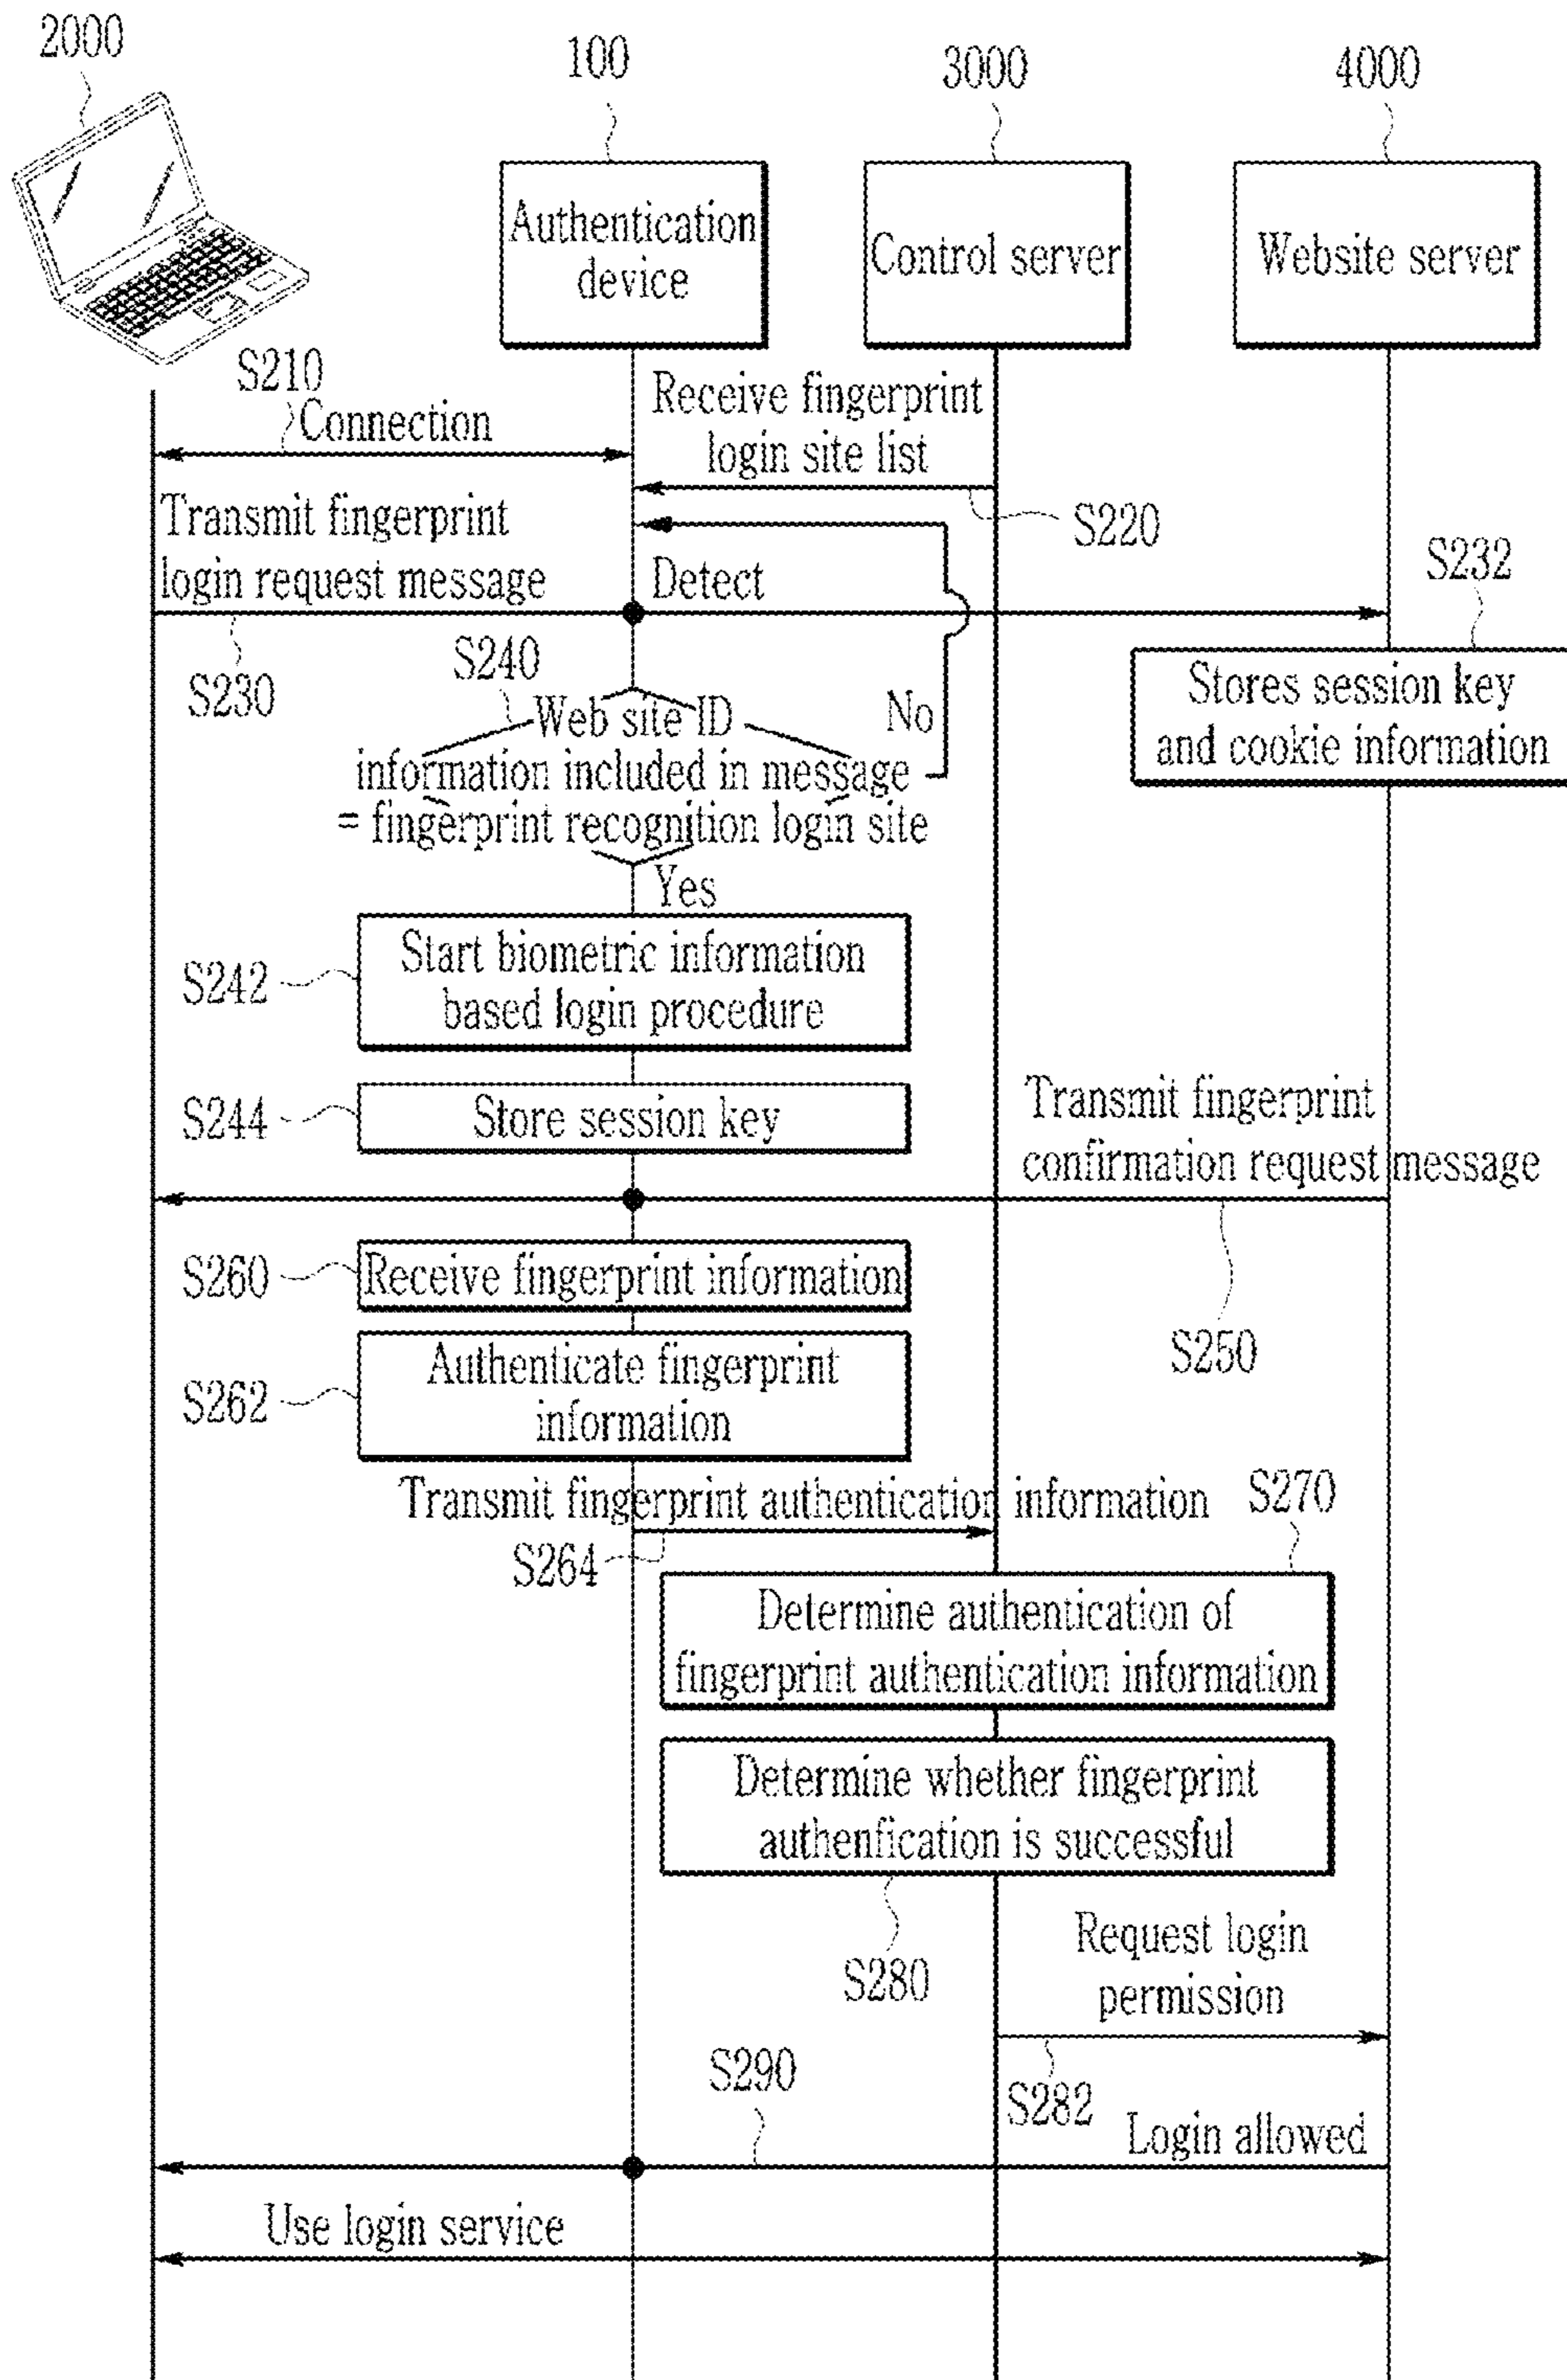 2000
100
3000
4000
Authentication
device
Control server
Website server
S210
Connection
Receive fingerprint
login site list
S220
Transmit fingerprint
login request message
Detect
S230
S232
Stores session key
and cookie information
S240
Web site ID
information included in message
= fingerprint recognition login site
No
Yes
S242
Start biometric information
based login procedure
S244
Store session key
Transmit fingerprint
confirmation request message
S250
S260
Receive fingerprint information
S262
Authenticate fingerprint
information
Transmit fingerprint authentication information
S264
S270
Determine authentication of
fingerprint authentication information
Determine whether fingerprint
authenfication is successful
S280
Request login
permission
S282
S290
Login allowed
Use login service